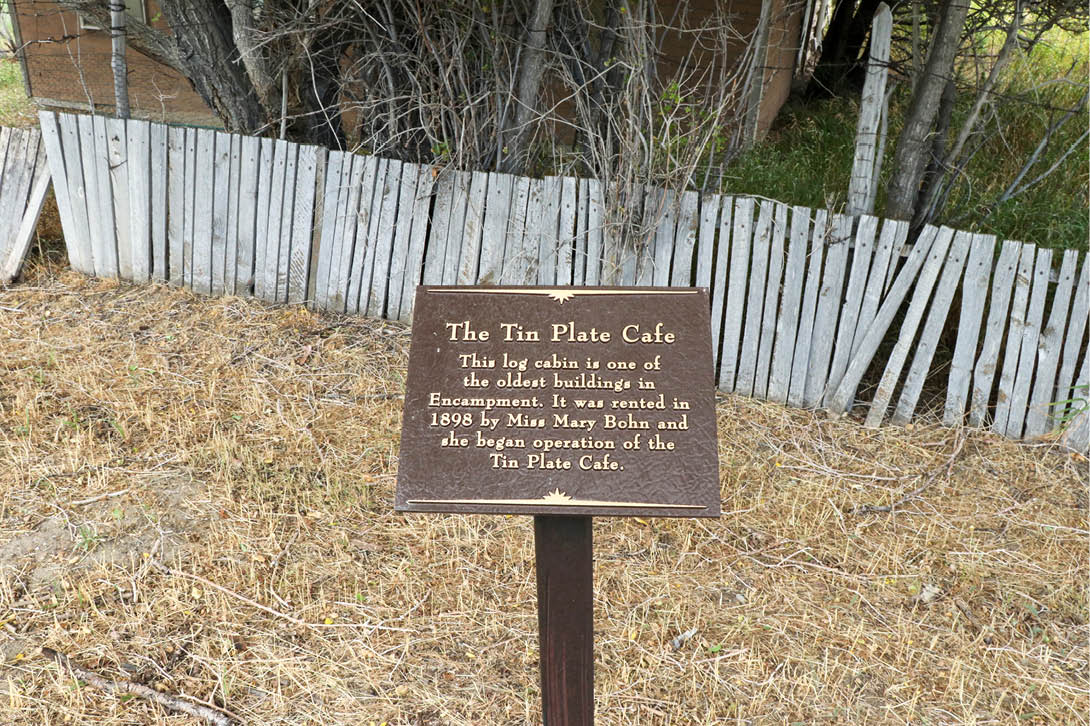 The Tin Plate Cafe
This log cabin is one of
the oldest buildings in
Encampment. It was rented in
1898 by Miss Mary Bohn and
she began operation of the
Tin Plate Cafe.